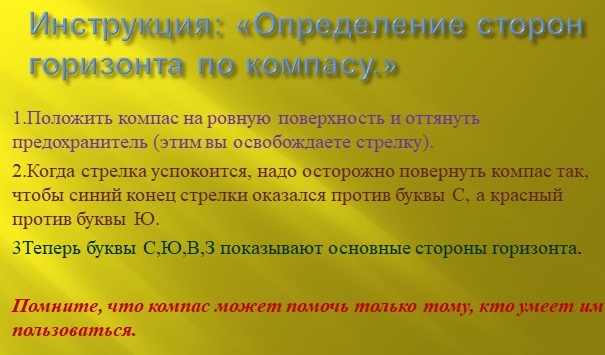 Инструкция: «Определение сторон
горизонта по компасу.»
1.Положить компас на ровную поверхность и оттянуть
предохранитель (этим вы освобождаете стрелку).
2.Когда стрелка успокоится, надо осторожно повернуть компас так,
чтобы синий конец стрелки оказался против буквы С, а красный
против буквы Ю.
3Теперь буквы С,Ю,В,З показывают основные стороны горизонта.
Помните, что компас может помочь только тому, кто умеет им
пользоваться.